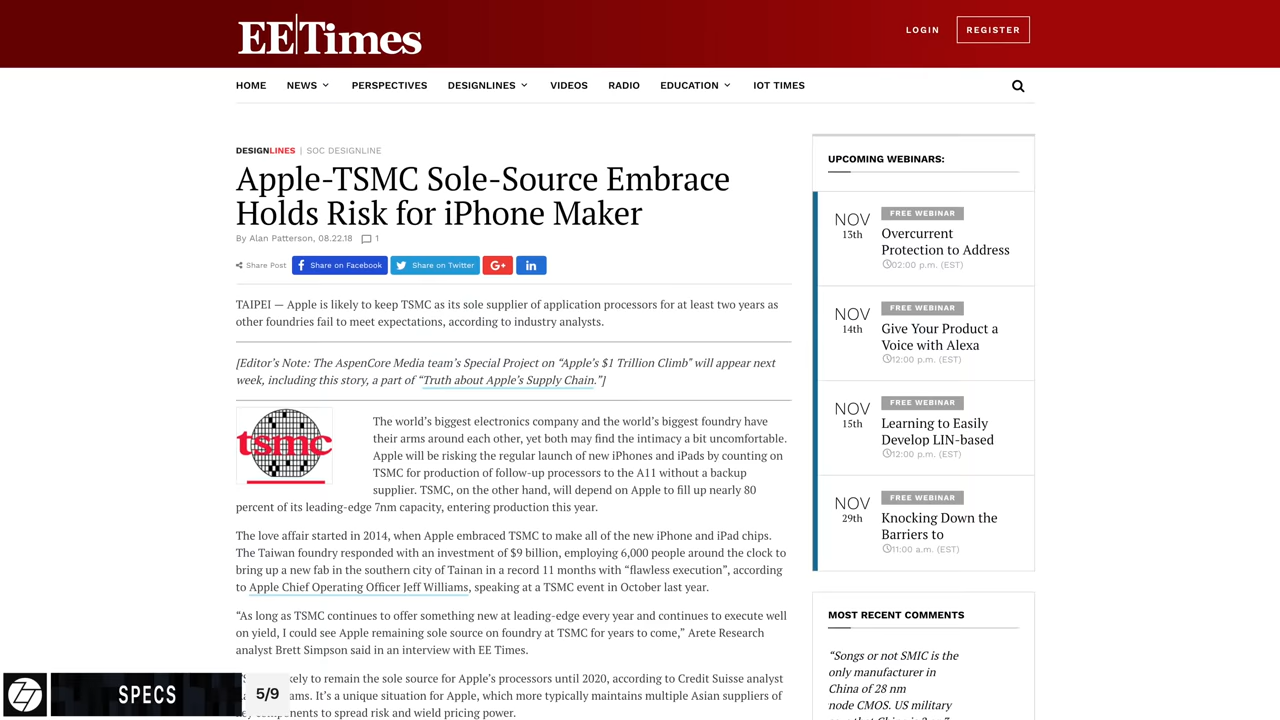 EE Times
LOGIN
REGISTER
HOME
NEWS
PERSPECTIVES
DESIGNLINES
VIDEOS
RADIO
EDUCATION
IOT TIMES
DESIGNLINES | SOC DESIGNLINE
Apple-TSMC Sole-Source Embrace
Holds Risk for iPhone Maker
By Alan Patterson, 08.22.18 1
Share Post
Share on Facebook
Share on Twitter
G+
in
TAIPEI — Apple is likely to keep TSMC as its sole supplier of application processors for at least two years as
other foundries fail to meet expectations, according to industry analysts.
[Editor's Note: The AspenCore Media team's Special Project on “Apple's $1 Trillion Climb" will appear next
week, including this story, a part of “Truth about Apple's Supply Chain.”]
tsmc
The world's biggest electronics company and the world's biggest foundry have
their arms around each other, yet both may find the intimacy a bit uncomfortable.
Apple will be risking the regular launch of new iPhones and iPads by counting on
TSMC for production of follow-up processors to the A11 without a backup
supplier. TSMC, on the other hand, will depend on Apple to fill up nearly 80
percent of its leading-edge 7nm capacity, entering production this year.
The love affair started in 2014, when Apple embraced TSMC to make all of the new iPhone and iPad chips.
The Taiwan foundry responded with an investment of $9 billion, employing 6,000 people around the clock to
bring up a new fab in the southern city of Tainan in a record 11 months with “flawless execution”, according
to Apple Chief Operating Officer Jeff Williams, speaking at a TSMC event in October last year.
“As long as TSMC continues to offer something new at leading-edge every year and continues to execute well
on yield, I could see Apple remaining sole source on foundry at TSMC for years to come,” Arete Research
analyst Brett Simpson said in an interview with EE Times.
to remain the sole source for Apple's processors until 2020, according to Credit Suisse analyst
It's a unique situation for Apple, which more typically maintains multiple Asian suppliers of
to spread risk and wield pricing power.
UPCOMING WEBINARS:
NOV
13th
FREE WEBINAR
Overcurrent
Protection to Address
02:00 p.m. (EST)
NOV
14th
FREE WEBINAR
Give Your Product a
Voice with Alexa
12:00 p.m. (EST)
NOV
15th
FREE WEBINAR
Learning to Easily
Develop LIN-based
12:00 p.m. (EST)
NOV
29th
FREE WEBINAR
Knocking Down the
Barriers to
11:00 a.m. (EST)
MOST RECENT COMMENTS
“Songs or not SMIC is the
only manufacturer in
China of 28 nm
node CMOS. US military
SPECS
5/9